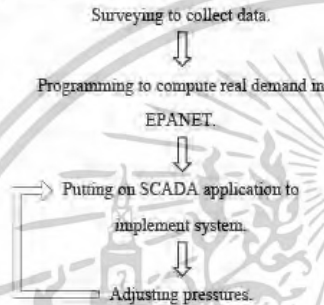 Surveying to collect data.
Programming to compute real demand in
EPANET.
Putting on SCADA application to
implement system.
Adjusting pressures.